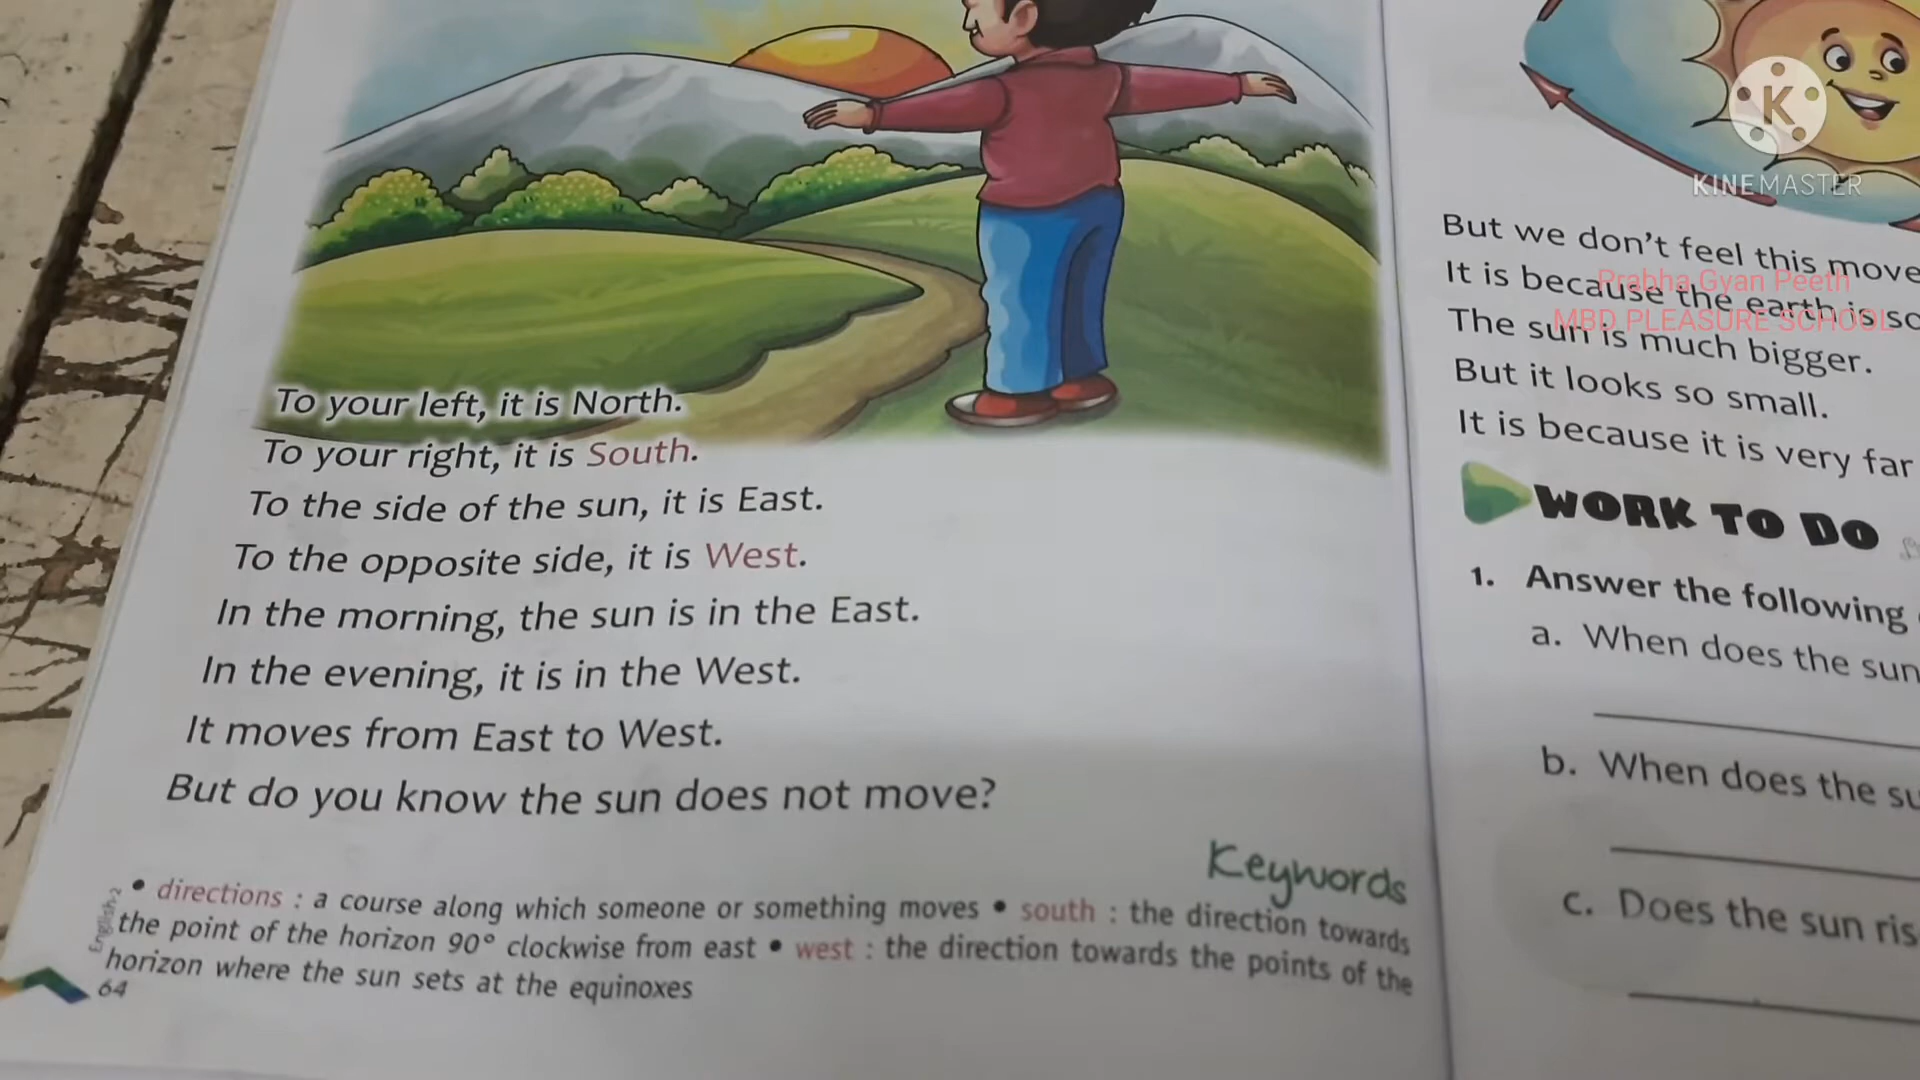 To your left, it is North.
To your right, it is South.
To the side of the sun, it is East.
To the opposite side, it is West.
In the morning, the sun is in the East.
In the evening, it is in the West.
It moves from East to West.
But do you know the sun does not move?
Keywords
• directions : a course along which someone or something moves • south : the direction towards
the point of the horizon 90° clockwise from east • west : the direction towards the points of the
horizon where the sun sets at the equinoxes
English-2
64
K
KINEMASTER
But we don't feel this move
Prabha Gyan Peeth
It is because the earth is so
MBD PLEASURE SCHOOL
The sun is much bigger.
But it looks so small.
It is because it is very far
WORK TO DO
1. Answer the following
a. When does the sun
b. When does the su
c. Does the sun ris